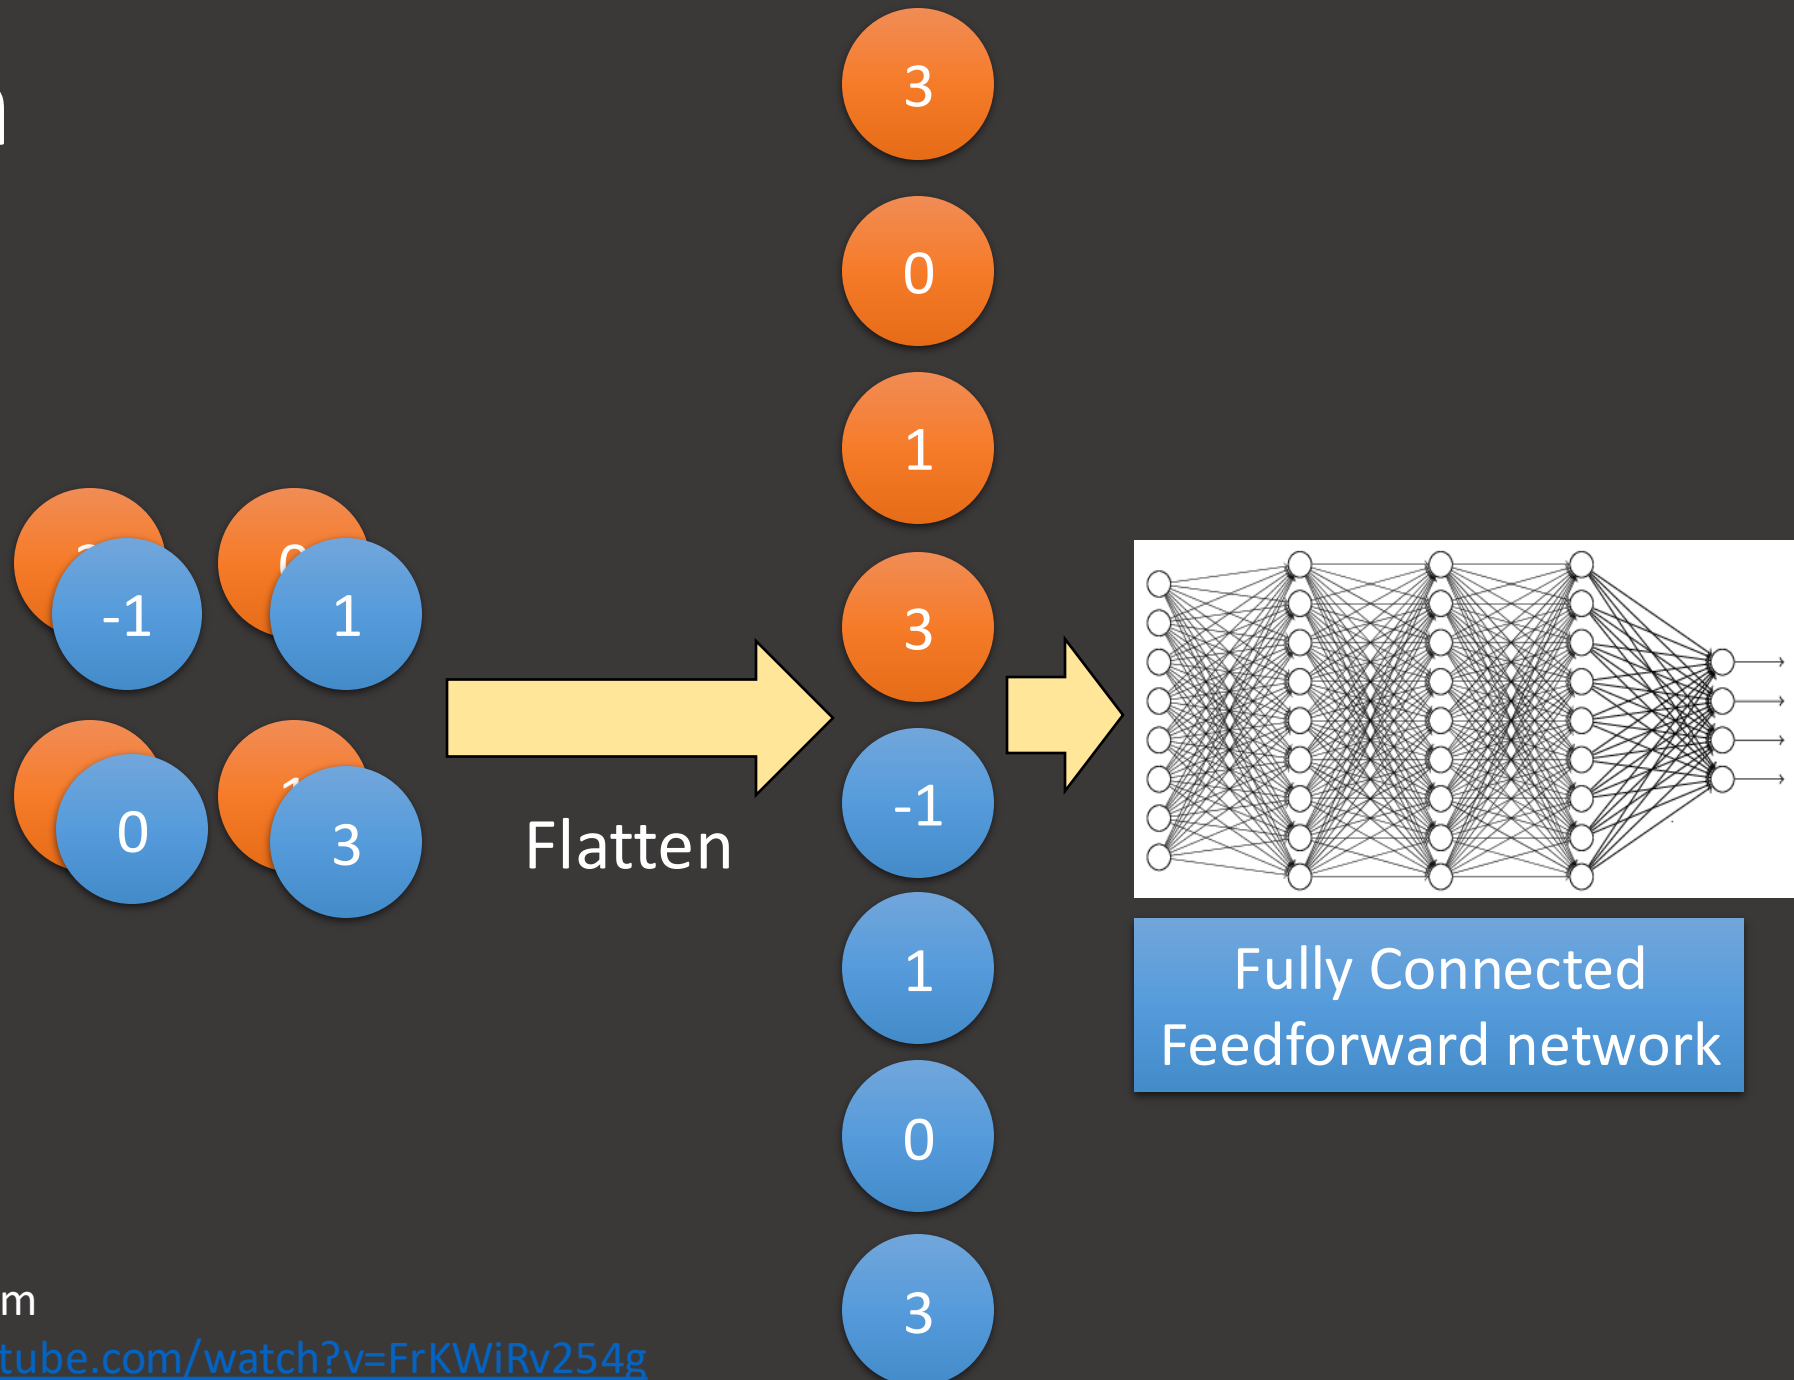 3
0
1
3
-1
1
0
3
-1
1
0
3
Flatten
Fully Connected
Feedforward network
m
tube.com/watch?v=FrKWiRv254g